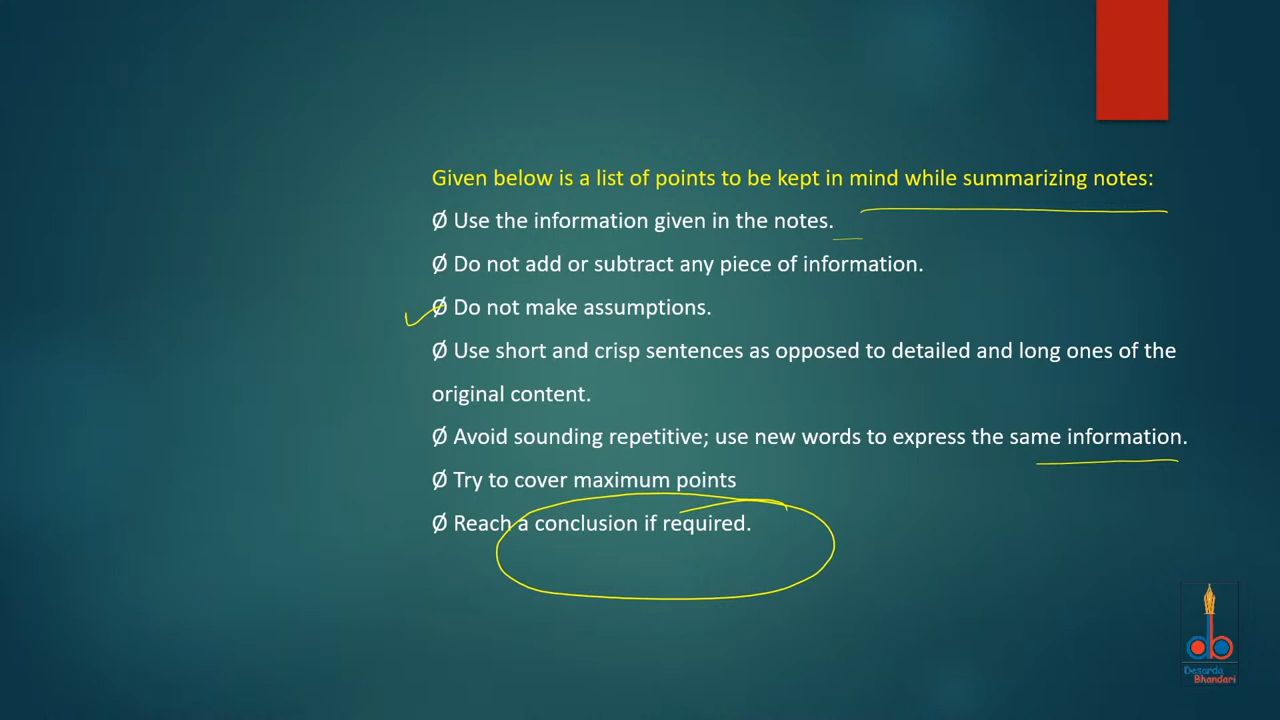 Given below is a list of points to be kept in mind while summarizing notes:
Ø Use the information given in the notes.
Ø Do not add or subtract any piece of information.
Ø Do not make assumptions.
Ø Use short and crisp sentences as opposed to detailed and long ones of the
original content.
Ø Avoid sounding repetitive; use new words to express the same information.
Ø Try to cover maximum points
Ø Reach a conclusion if required.
db
Desarda
Bhandari